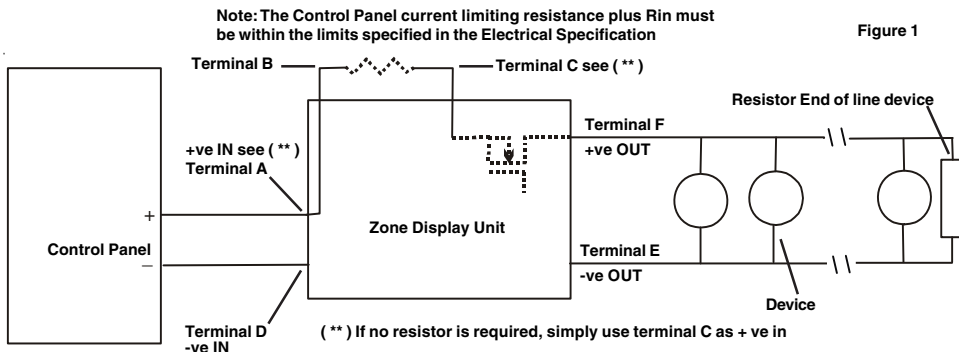 Note: The Control Panel current limiting resistance plus Rin must
be within the limits specified in the Electrical Specification
Figure 1
Terminal B
Terminal C see ( ** )
Resistor End of line device
Terminal F
+ve OUT
+ve IN see ( ** )
Terminal A
+
Control Panel
−
Zone Display Unit
Terminal E
-ve OUT
Device
Terminal D
-ve IN
( ** ) If no resistor is required, simply use terminal C as + ve in